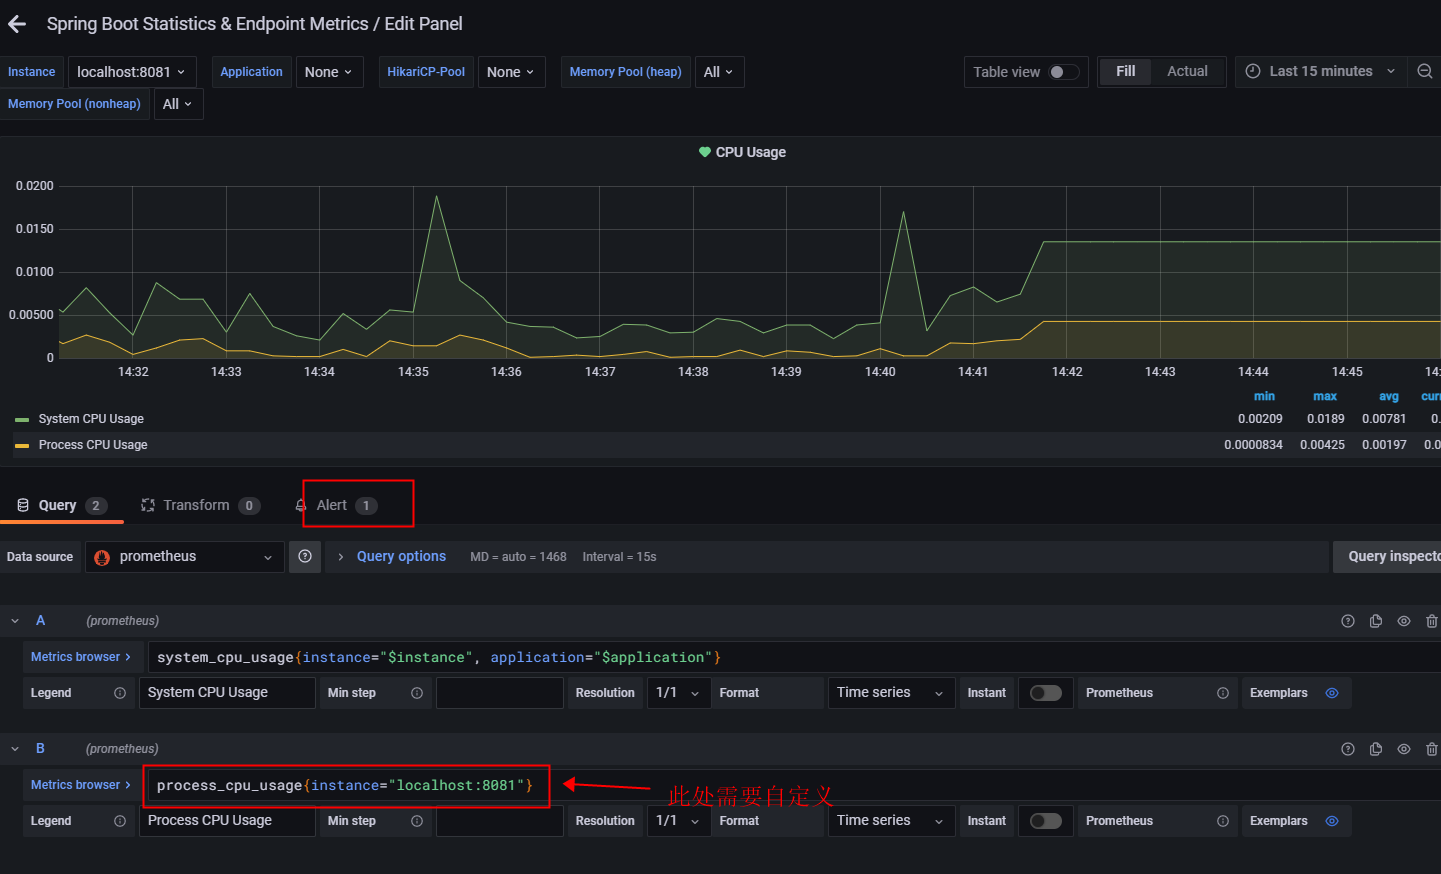 Spring Boot Statistics & Endpoint Metrics / Edit Panel
Instance localhost:8081 Application None HikariCP-Pool None Memory Pool (heap) All Table view Fill Actual Last 15 minutes
Memory Pool (nonheap) All
CPU Usage
0.0200
0.0150
0.0100
0.00500
0
14:32 14:33 14:34 14:35 14:36 14:37 14:38 14:39 14:40 14:41 14:42 14:43 14:44 14:45 14:
min max avg curr
System CPU Usage 0.00209 0.0189 0.00781 0.
Process CPU Usage 0.0000834 0.00425 0.00197 0.0
Query 2 Transform 0 Alert 1
Data source prometheus Query options MD = auto = 1468 Interval = 15s Query inspecto
A (prometheus)
Metrics browser > system_cpu_usage{instance="$instance", application="$application"}
Legend System CPU Usage Min step Resolution 1/1 Format Time series Instant Prometheus Exemplars
B (prometheus)
Metrics browser > process_cpu_usage{instance="localhost:8081"}
此处需要自定义
Legend Process CPU Usage Min step Resolution 1/1 Format Time series Instant Prometheus Exemplars